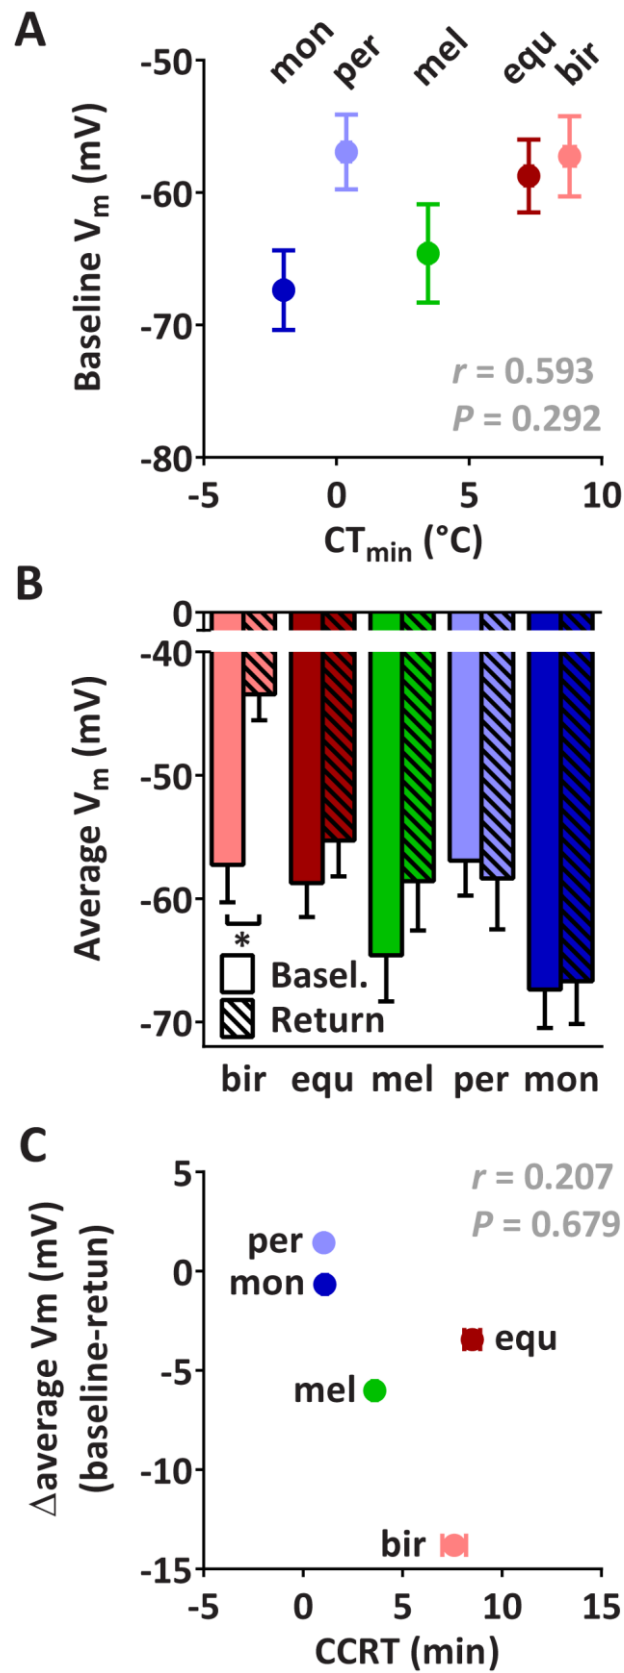 A
mon per mel equ bir
Baseline Vm (mV)
-50
-60
-70
-80
r = 0.593
P = 0.292
-5 0 5 10
CTmin (°C)
B
Average Vm (mV)
0
-40
-50
-60
-70
*
Basel.
Return
bir equ mel per mon
C
Δaverage Vm (mV)
(baseline-retun)
5
0
-5
-10
-15
r = 0.207
P = 0.679
per
mon
equ
mel
bir
-5 0 5 10 15
CCRT (min)